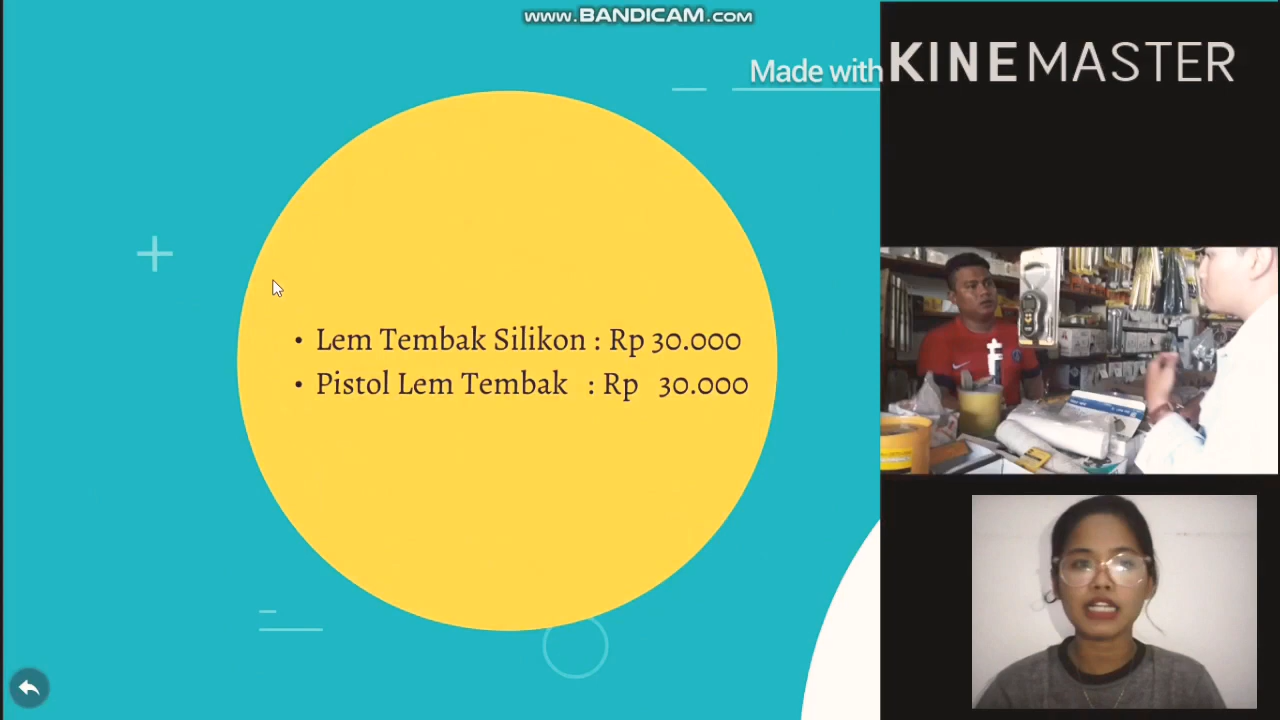 www.BANDICAM.com
Made with KINEMASTER
• Lem Tembak Silikon : Rp 30.000
• Pistol Lem Tembak : Rp 30.000